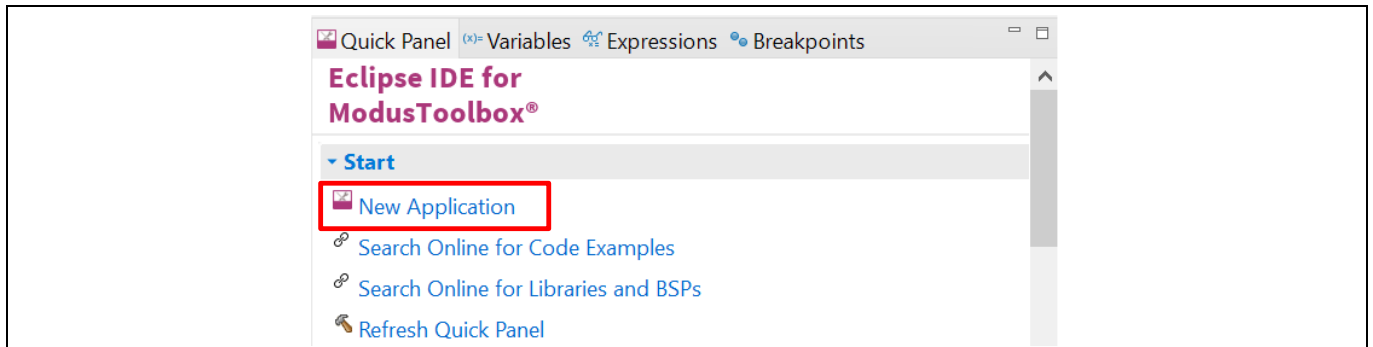 Quick Panel (x)= Variables Expressions Breakpoints
Eclipse IDE for
ModusToolbox®
Start
New Application
Search Online for Code Examples
Search Online for Libraries and BSPs
Refresh Quick Panel